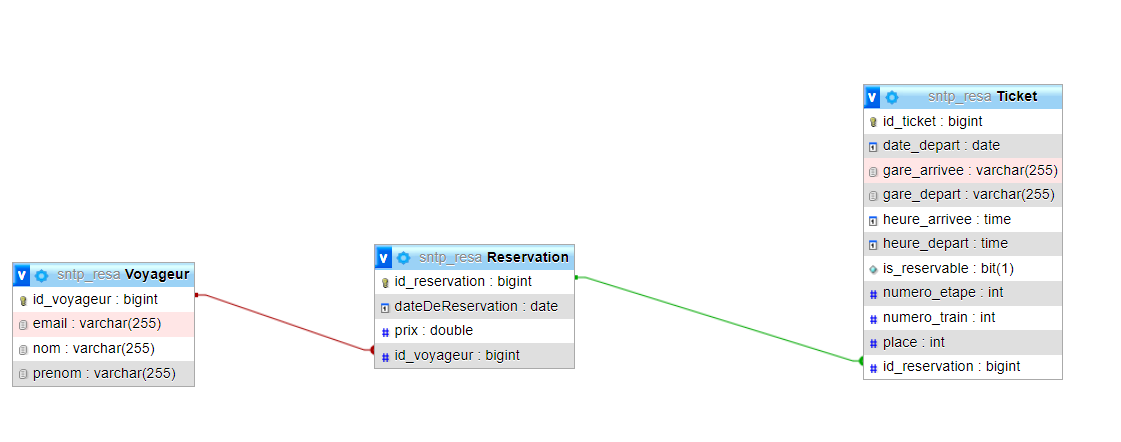 v sntp_resa Voyageur
id_voyageur : bigint
email : varchar(255)
nom : varchar(255)
prenom : varchar(255)
v sntp_resa Reservation
id_reservation : bigint
dateDeReservation : date
prix : double
id_voyageur : bigint
v sntp_resa Ticket
id_ticket : bigint
date_depart : date
gare_arrivee : varchar(255)
gare_depart : varchar(255)
heure_arrivee : time
heure_depart : time
is_reservable : bit(1)
numero_etape : int
numero_train : int
place : int
id_reservation : bigint